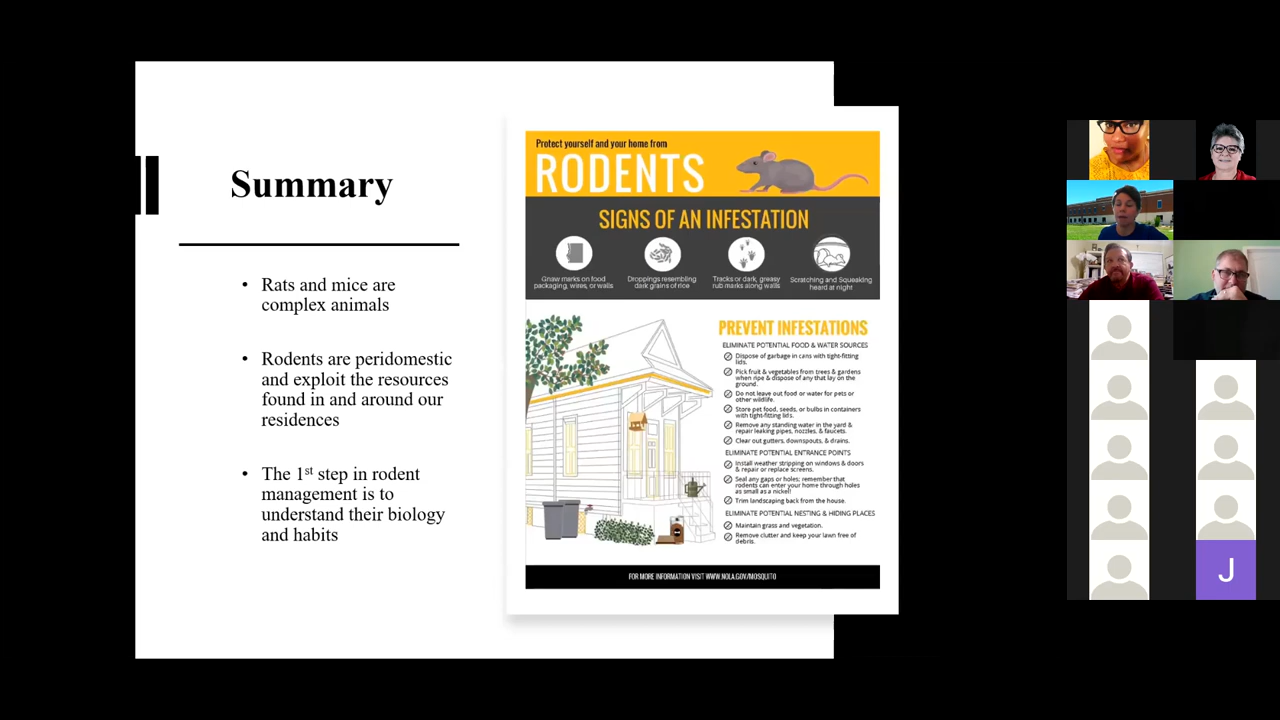 Summary
• Rats and mice are
complex animals
• Rodents are peridomestic
and exploit the resources
found in and around our
residences
• The 1st step in rodent
management is to
understand their biology
and habits
Protect yourself and your home from
RODENTS
SIGNS OF AN INFESTATION
Gnaw marks on food
packaging, wires, or walls
Droppings resembling
dark grains of rice
Tracks or dark, greasy
rub marks along walls
Scratching and Squeaking
heard at night
PREVENT INFESTATIONS
ELIMINATE POTENTIAL FOOD & WATER SOURCES
Dispose of garbage in cans with tight-fitting
lids.
Pick fruit & vegetables from trees & gardens
when ripe & dispose of any that lay on the
ground.
Do not leave out food or water for pets or
other wildlife.
Store pet food, seeds, or bulbs in containers
with tight-fitting lids.
Remove any standing water in the yard &
repair leaking pipes, nozzles, & faucets.
Clear out gutters, downspouts, & drains.
ELIMINATE POTENTIAL ENTRANCE POINTS
Install weather stripping on windows & doors
& repair or replace screens.
Seal any gaps or holes; remember that
rodents can enter your home through holes
as small as a nickel!
Trim landscaping back from the house.
ELIMINATE POTENTIAL NESTING & HIDING PLACES
Maintain grass and vegetation.
Remove clutter and keep your lawn free of
debris.
FOR MORE INFORMATION VISIT WWW.NOLA.GOV/MOSQUITO
J